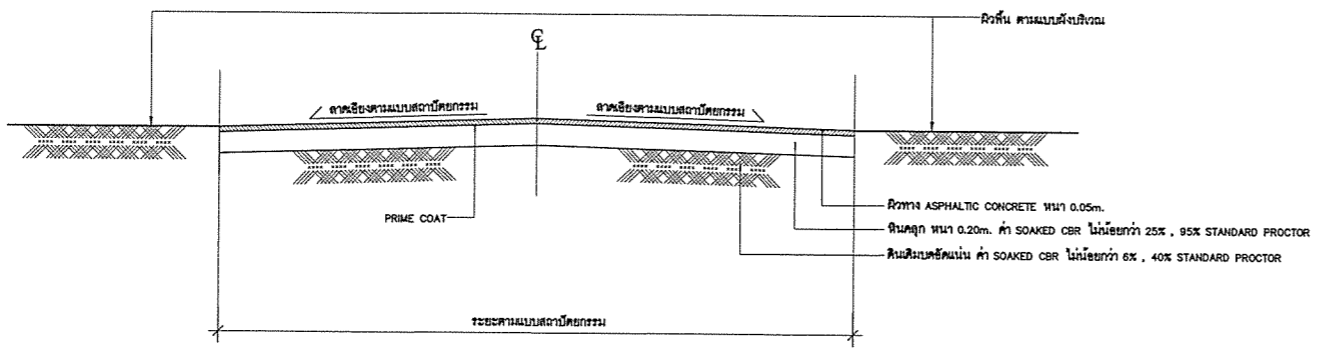 ผิวพื้น ตามแบบผังบริเวณ
℄
ลาดเอียงตามแบบสถาปัตยกรรม
ลาดเอียงตามแบบสถาปัตยกรรม
PRIME COAT
ผิวทาง ASPHALTIC CONCRETE หนา 0.05m.
หินคลุก หนา 0.20m. ค่า SOAKED CBR ไม่น้อยกว่า 25% , 95% STANDARD PROCTOR
ดินเดิมบดอัดแน่น ค่า SOAKED CBR ไม่น้อยกว่า 6% , 40% STANDARD PROCTOR
ระยะตามแบบสถาปัตยกรรม